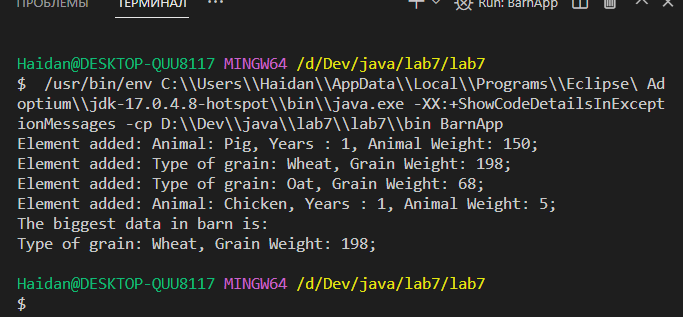 ПРОБЛЕМЫ ТЕРМИНАЛ Run: BarnApp
Haidan@DESKTOP-QUU8117 MINGW64 /d/Dev/java/lab7/lab7
$  /usr/bin/env C:\\Users\\Haidan\\AppData\\Local\\Programs\\Eclipse\ Ad
optium\\jdk-17.0.4.8-hotspot\\bin\\java.exe -XX:+ShowCodeDetailsInExcept
ionMessages -cp D:\\Dev\\java\\lab7\\lab7\\bin BarnApp
Element added: Animal: Pig, Years : 1, Animal Weight: 150;
Element added: Type of grain: Wheat, Grain Weight: 198;
Element added: Type of grain: Oat, Grain Weight: 68;
Element added: Animal: Chicken, Years : 1, Animal Weight: 5;
The biggest data in barn is:
Type of grain: Wheat, Grain Weight: 198;
Haidan@DESKTOP-QUU8117 MINGW64 /d/Dev/java/lab7/lab7
$